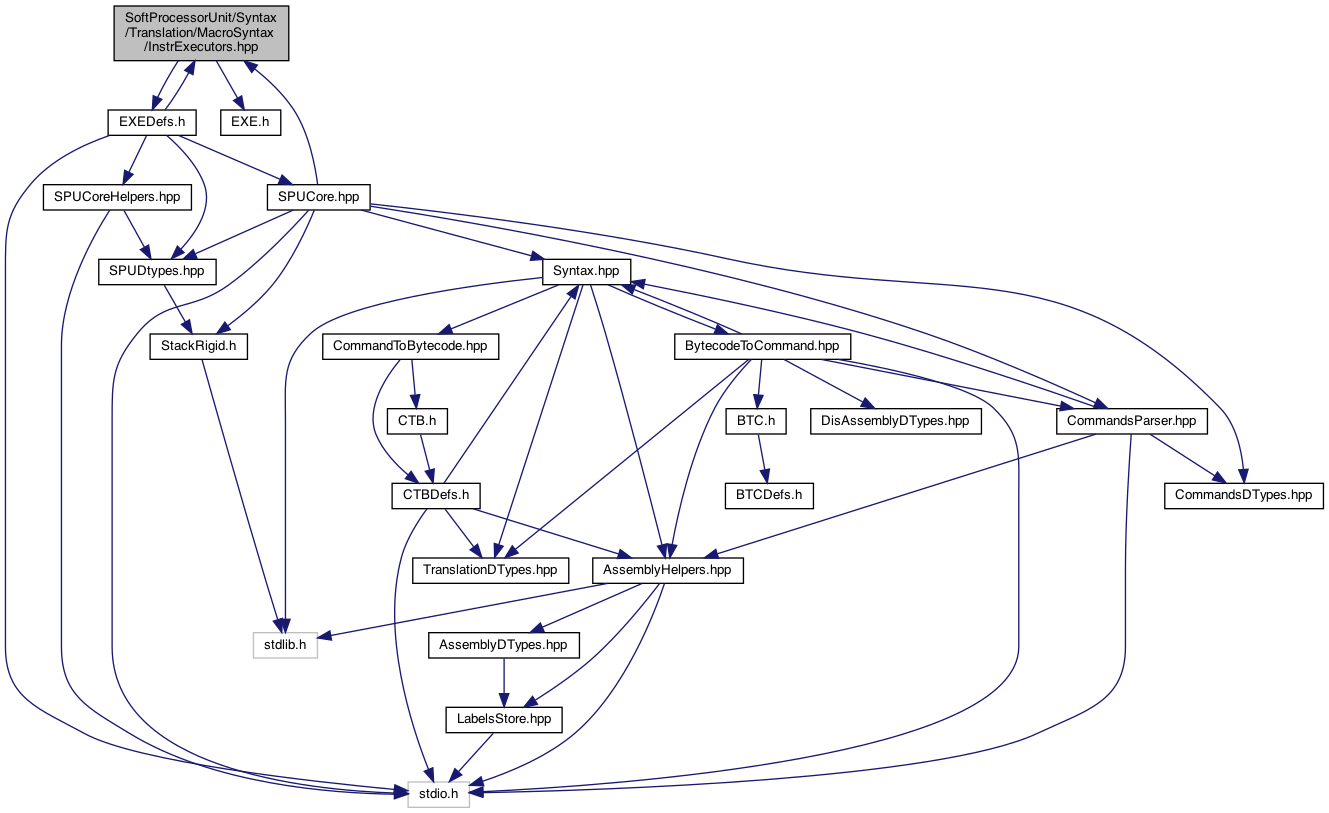 SoftProcessorUnit/Syntax
/Translation/MacroSyntax
/InstrExecutors.hpp
EXEDefs.h
EXE.h
SPUCoreHelpers.hpp
SPUCore.hpp
SPUDtypes.hpp
Syntax.hpp
StackRigid.h
CommandToBytecode.hpp
BytecodeToCommand.hpp
CTB.h
BTC.h
DisAssemblyDTypes.hpp
CommandsParser.hpp
CTBDefs.h
BTCDefs.h
CommandsDTypes.hpp
TranslationDTypes.hpp
AssemblyHelpers.hpp
stdlib.h
AssemblyDTypes.hpp
LabelsStore.hpp
stdio.h